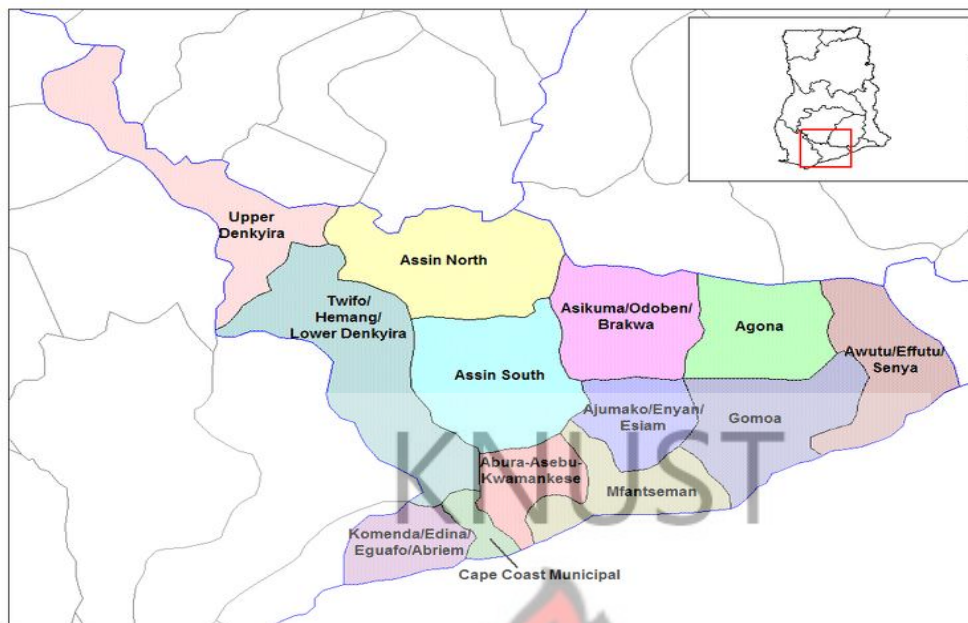 Upper
Denkyira
Assin North
Twifo/
Hemang/
Lower Denkyira
Asikuma/Odoben/
Brakwa
Agona
Awutu/Effutu/
Senya
Assin South
Ajumako/Enyan/
Esiam
Gomoa
KNUST
Abura-Asebu-
Kwamankese
Mfantseman
Komenda/Edina/
Eguafo/Abriem
Cape Coast Municipal